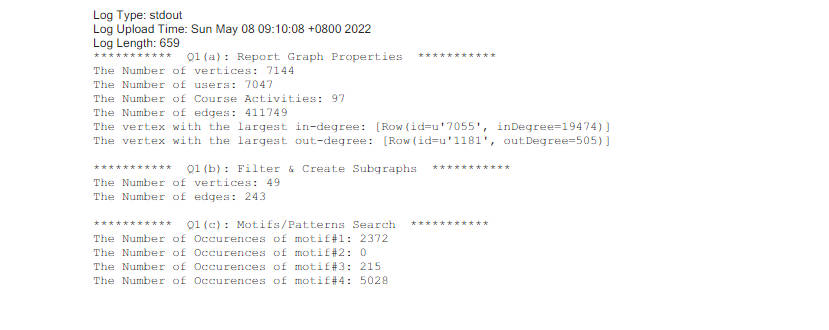 Log Type: stdout
Log Upload Time: Sun May 08 09:10:08 +0800 2022
Log Length: 659
*********** Q1(a): Report Graph Properties ***********
The Number of vertices: 7144
The Number of users: 7047
The Number of Course Activities: 97
The Number of edges: 411749
The vertex with the largest in-degree: [Row(id=u'7055', inDegree=19474)]
The vertex with the largest out-degree: [Row(id=u'1181', outDegree=505)]
*********** Q1(b): Filter & Create Subgraphs ***********
The Number of vertices: 49
The Number of edges: 243
*********** Q1(c): Motifs/Patterns Search ***********
The Number of Occurences of motif#1: 2372
The Number of Occurences of motif#2: 0
The Number of Occurences of motif#3: 215
The Number of Occurences of motif#4: 5028